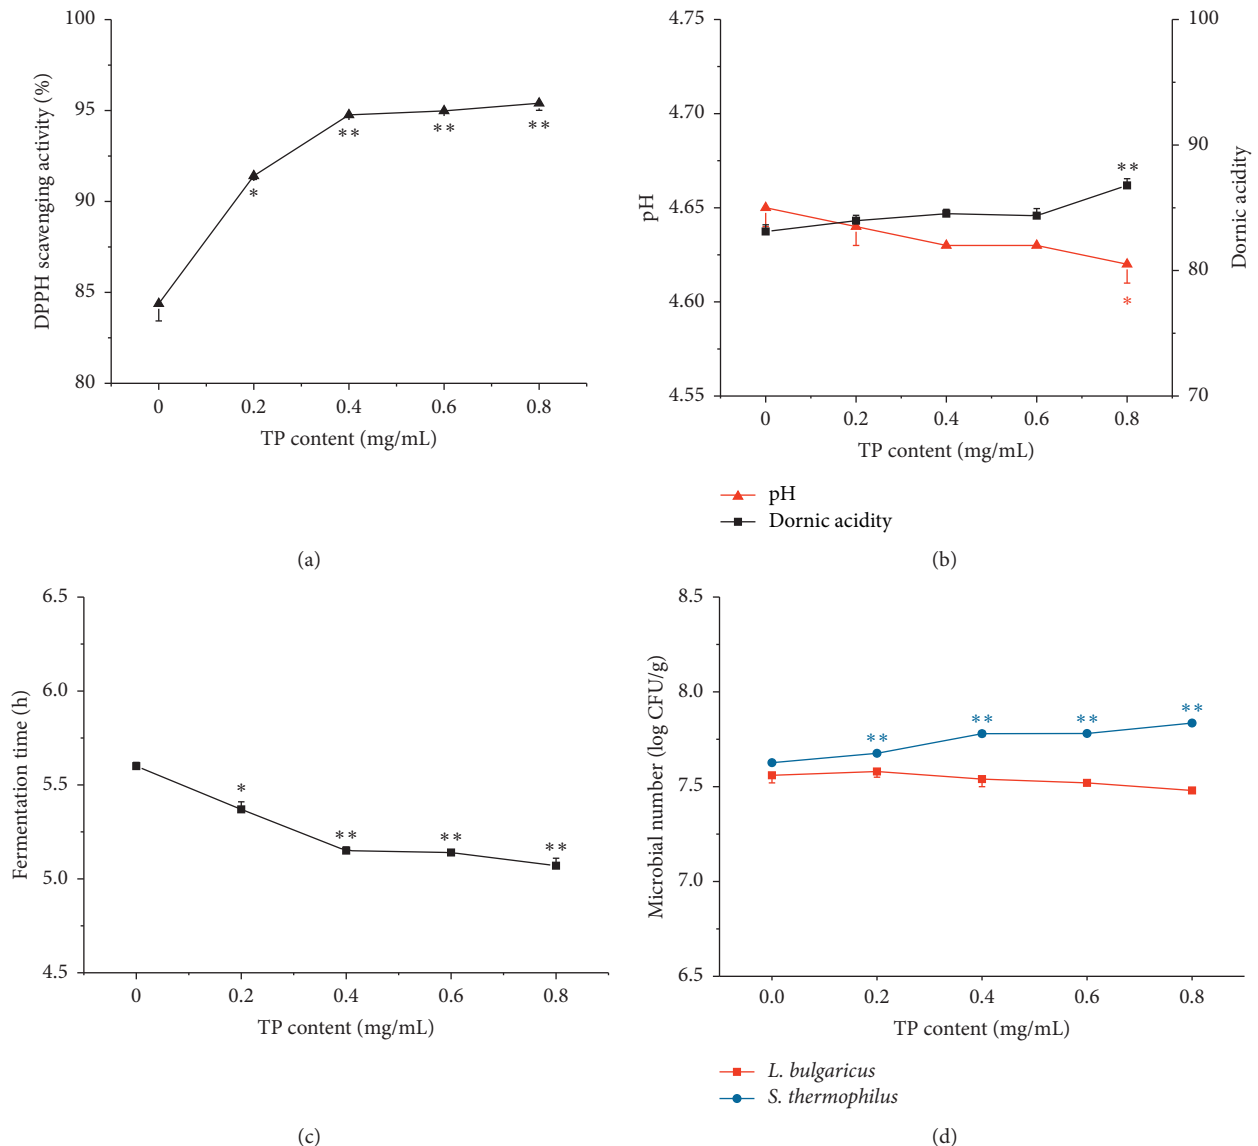 100
95
90
85
80
DPPH scavenging activity (%)
*
**
**
**
0 0.2 0.4 0.6 0.8
TP content (mg/mL)
(a)
4.75
4.70
4.65
4.60
4.55
pH
100
90
80
70
Dornic acidity
**
*
0 0.2 0.4 0.6 0.8
TP content (mg/mL)
pH
Dornic acidity
(b)
6.5
6.0
5.5
5.0
4.5
Fermentation time (h)
*
**
**
**
0 0.2 0.4 0.6 0.8
TP content (mg/mL)
(c)
8.5
8.0
7.5
7.0
6.5
Microbial number (log CFU/g)
**
**
**
**
0.0 0.2 0.4 0.6 0.8
TP content (mg/mL)
L. bulgaricus
S. thermophilus
(d)